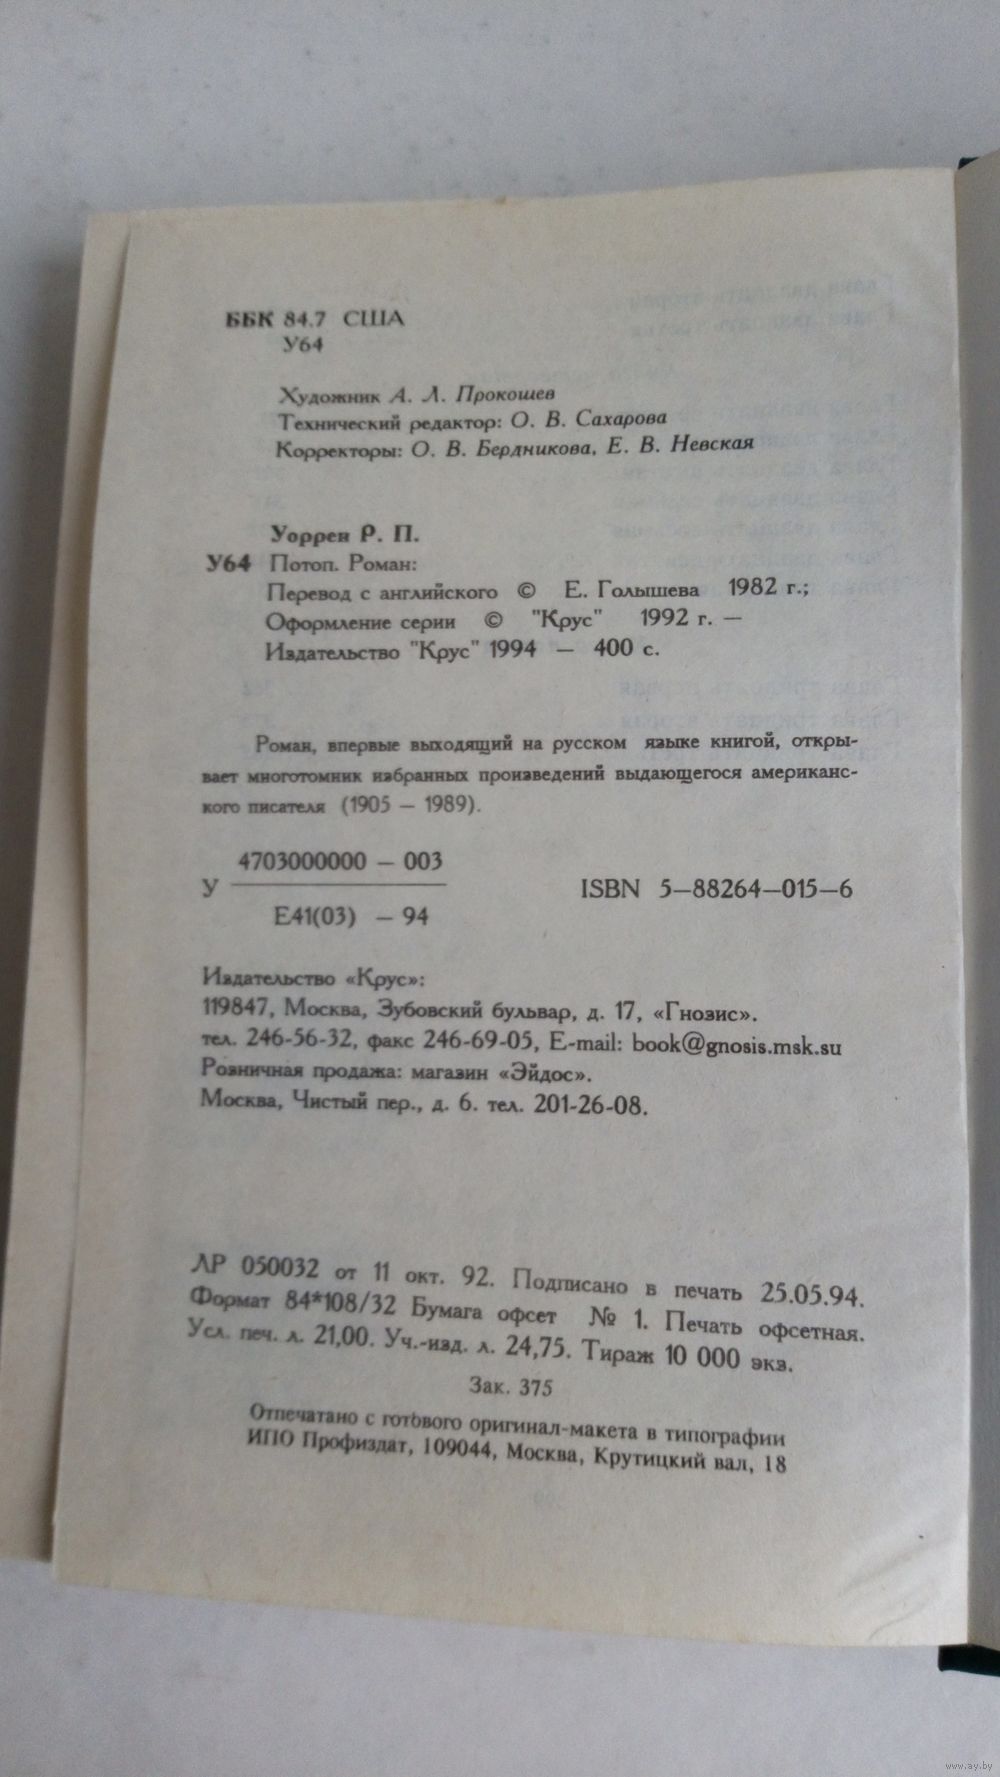 ББК 84.7 США
У64
Художник А. Л. Прокошев
Технический редактор: О. В. Сахарова
Корректоры: О. В. Бердникова, Е. В. Невская
Уоррен Р. П.
У64 Потоп. Роман:
Перевод с английского © Е. Голышева 1982 г.;
Оформление серии © "Крус" 1992 г. —
Издательство "Крус" 1994 — 400 с.
Роман, впервые выходящий на русском языке книгой, откры-
вает многотомник избранных произведений выдающегося американс-
кого писателя (1905 — 1989).
4703000000 — 003
У
Е41(03) — 94
ISBN 5—88264—015—6
Издательство «Крус»:
119847, Москва, Зубовский бульвар, д. 17, «Гнозис».
тел. 246-56-32, факс 246-69-05, E-mail: book@gnosis.msk.su
Розничная продажа: магазин «Эйдос».
Москва, Чистый пер., д. 6. тел. 201-26-08.
ЛР 050032 от 11 окт. 92. Подписано в печать 25.05.94.
Формат 84*108/32 Бумага офсет № 1. Печать офсетная.
Усл. печ. л. 21,00. Уч.-изд. л. 24,75. Тираж 10 000 экз.
Зак. 375
Отпечатано с готового оригинал-макета в типографии
ИПО Профиздат, 109044, Москва, Крутицкий вал, 18
www.ay.by